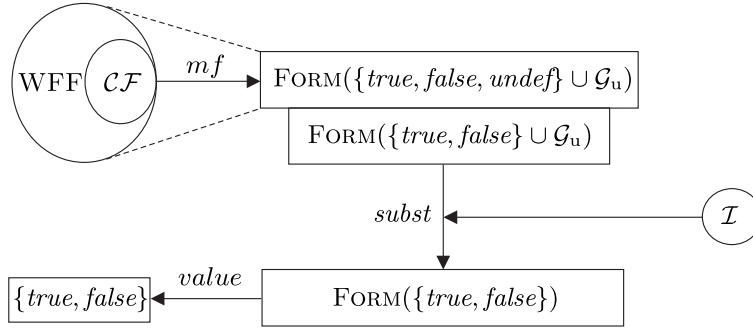 mf
WFF 𝒞ℱ FORM({true, false, undef} ∪ 𝒢u)
FORM({true, false} ∪ 𝒢u)
subst ℐ
value
{true, false} FORM({true, false})